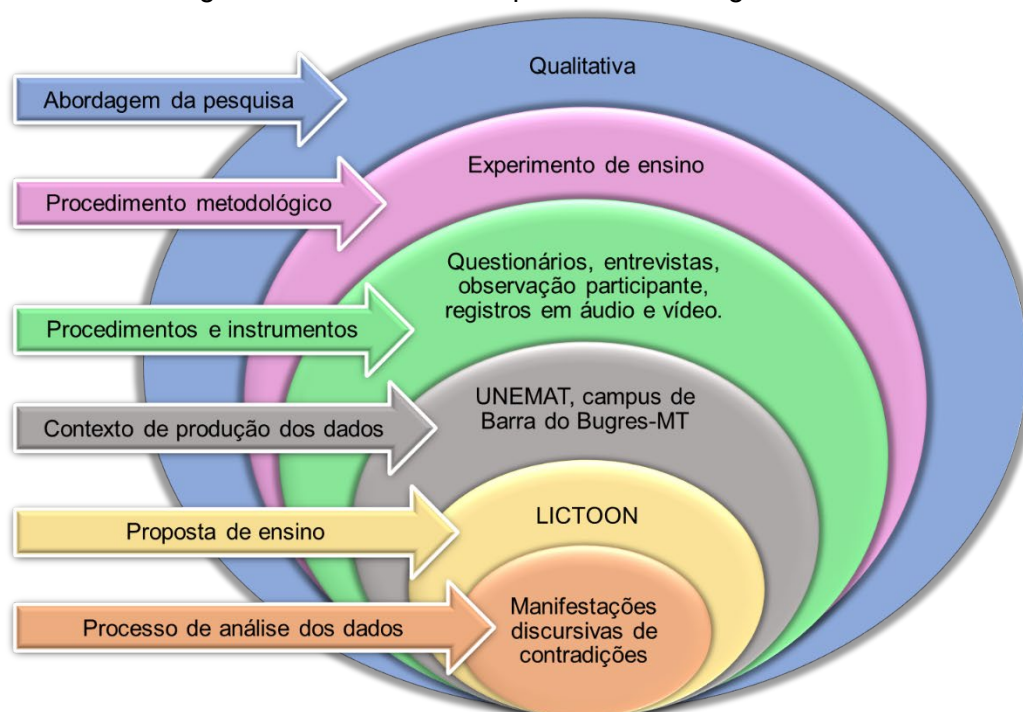 Qualitativa
Abordagem da pesquisa
Experimento de ensino
Procedimento metodológico
Questionários, entrevistas,
observação participante,
registros em áudio e vídeo.
Procedimentos e instrumentos
UNEMAT, campus de
Barra do Bugres-MT
Contexto de produção dos dados
LICTOON
Proposta de ensino
Manifestações
discursivas de
contradições
Processo de análise dos dados